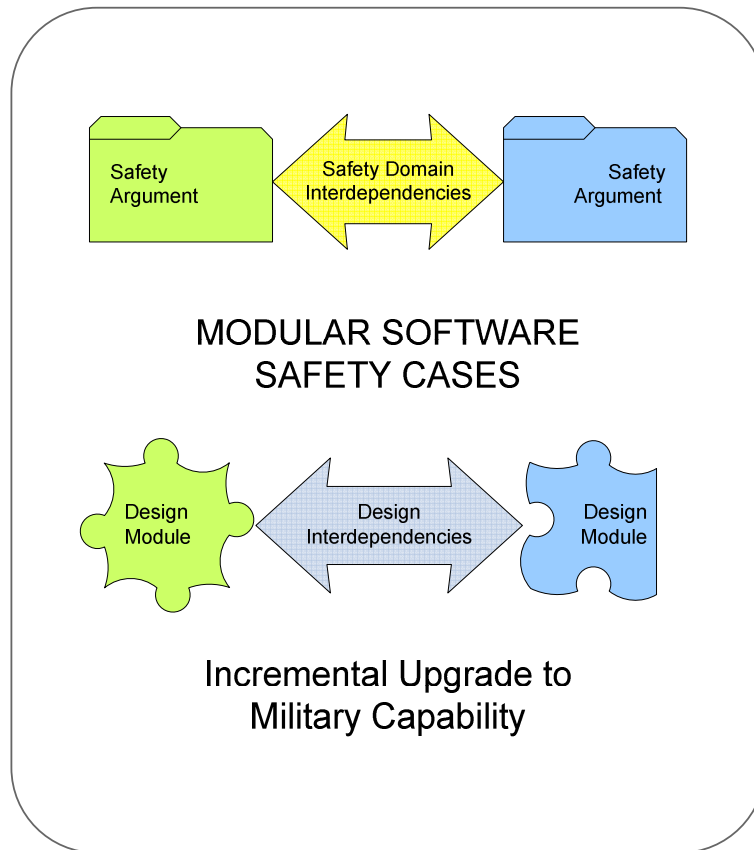 Safety
Argument
Safety Domain
Interdependencies
Safety
Argument
MODULAR SOFTWARE
SAFETY CASES
Design
Module
Design
Interdependencies
Design
Module
Incremental Upgrade to
Military Capability